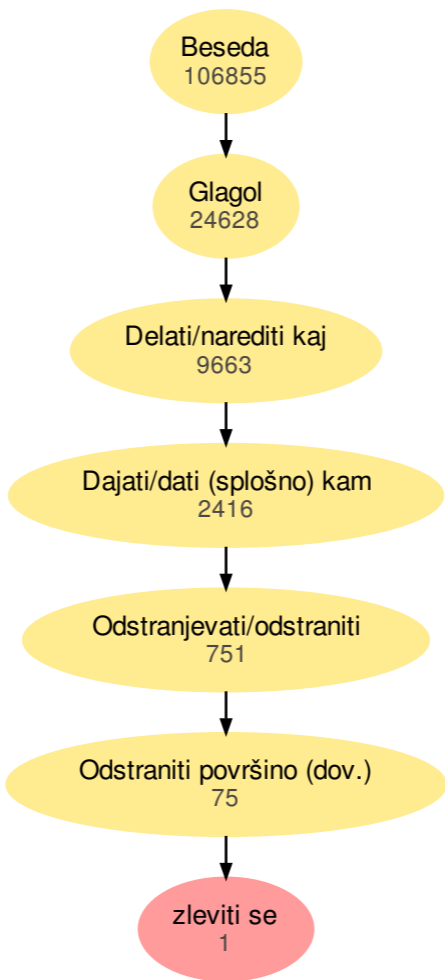 Beseda
106855
Glagol
24628
Delati/narediti kaj
9663
Dajati/dati (splošno) kam
2416
Odstranjevati/odstraniti
751
Odstraniti površino (dov.)
75
zleviti se
1